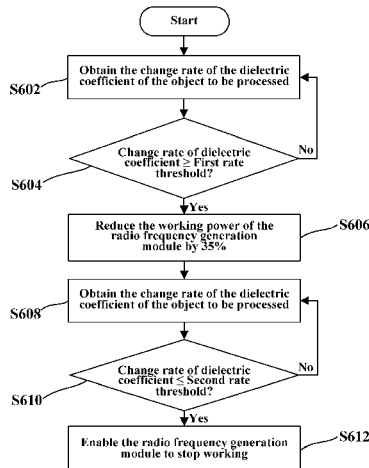 Start
Obtain the change rate of the dielectric
coefficient of the object to be processed
S602
Change rate of dielectric
coefficient ≥ First rate
threshold?
No
S604
Yes
Reduce the working power of the
radio frequency generation
module by 35%
S606
Obtain the change rate of the dielectric
coefficient of the object to be processed
S608
Change rate of dielectric
coefficient ≤ Second rate
threshold?
No
S610
Yes
Enable the radio frequency generation
module to stop working
S612